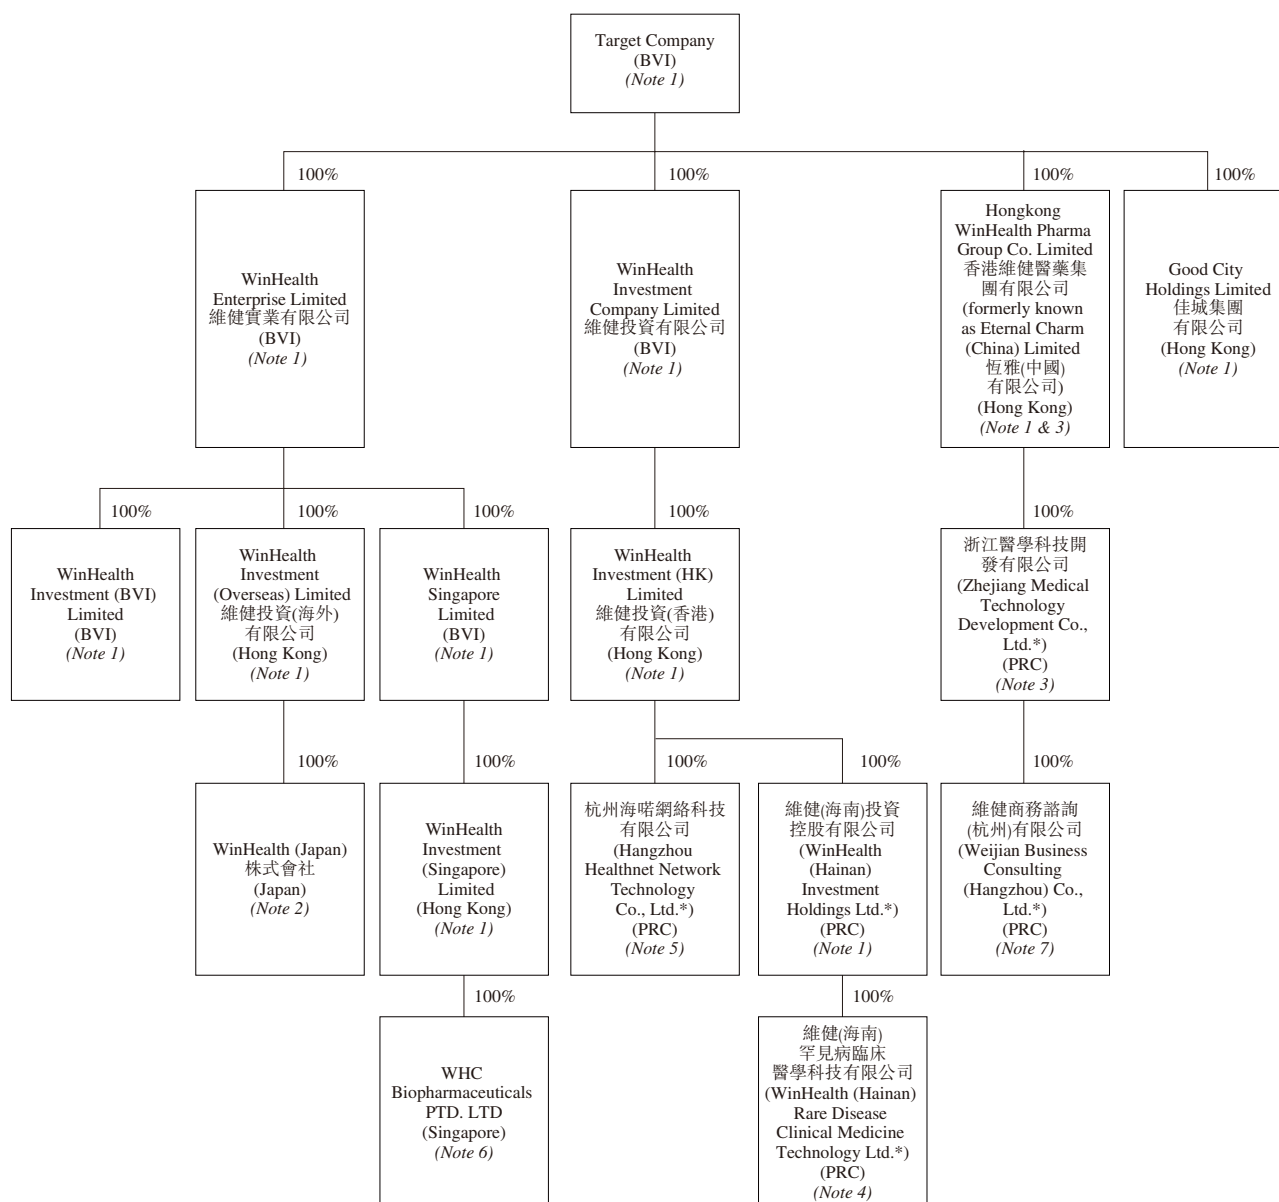 Target Company
(BVI)
(Note 1)
100%
100%
100%
100%
WinHealth
Enterprise Limited
維健實業有限公司
(BVI)
(Note 1)
WinHealth
Investment
Company Limited
維健投資有限公司
(BVI)
(Note 1)
Hongkong
WinHealth Pharma
Group Co. Limited
香港維健醫藥集
團有限公司
(formerly known
as Eternal Charm
(China) Limited
恆雅(中國)
有限公司)
(Hong Kong)
(Note 1 & 3)
Good City
Holdings Limited
佳城集團
有限公司
(Hong Kong)
(Note 1)
100%
100%
100%
100%
100%
WinHealth
Investment (BVI)
Limited
(BVI)
(Note 1)
WinHealth
Investment
(Overseas) Limited
維健投資(海外)
有限公司
(Hong Kong)
(Note 1)
WinHealth
Singapore
Limited
(BVI)
(Note 1)
WinHealth
Investment (HK)
Limited
維健投資(香港)
有限公司
(Hong Kong)
(Note 1)
浙江醫學科技開
發有限公司
(Zhejiang Medical
Technology
Development Co.,
Ltd.*)
(PRC)
(Note 3)
100%
100%
100%
100%
100%
WinHealth (Japan)
株式會社
(Japan)
(Note 2)
WinHealth
Investment
(Singapore)
Limited
(Hong Kong)
(Note 1)
杭州海喏網絡科技
有限公司
(Hangzhou
Healthnet Network
Technology
Co., Ltd.*)
(PRC)
(Note 5)
維健(海南)投資
控股有限公司
(WinHealth
(Hainan)
Investment
Holdings Ltd.*)
(PRC)
(Note 1)
維健商務諮詢
(杭州)有限公司
(Weijian Business
Consulting
(Hangzhou) Co.,
Ltd.*)
(PRC)
(Note 7)
100%
100%
WHC
Biopharmaceuticals
PTD. LTD
(Singapore)
(Note 6)
維健(海南)
罕見病臨床
醫學科技有限公司
(WinHealth (Hainan)
Rare Disease
Clinical Medicine
Technology Ltd.*)
(PRC)
(Note 4)